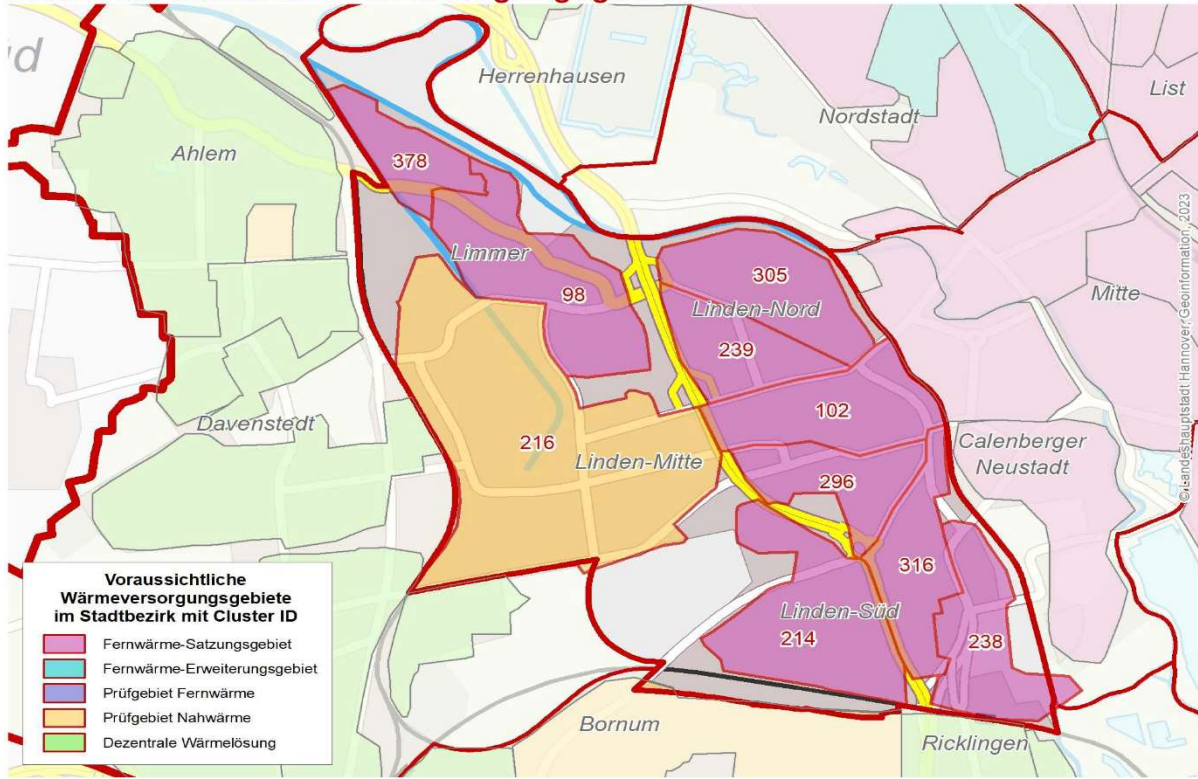 d
Herrenhausen
List
Nordstadt
Ahlem
378
Limmer
305
98
Linden-Nord
Mitte
239
102
Davenstedt
216
Calenberger
Neustadt
Linden-Mitte
296
316
Linden-Süd
214
238
Bornum
Ricklingen
Voraussichtliche
Wärmeversorgungsgebiete
im Stadtbezirk mit Cluster ID
Fernwärme-Satzungsgebiet
Fernwärme-Erweiterungsgebiet
Prüfgebiet Fernwärme
Prüfgebiet Nahwärme
Dezentrale Wärmelösung
© Landeshauptstadt Hannover, Geoinformation, 2023